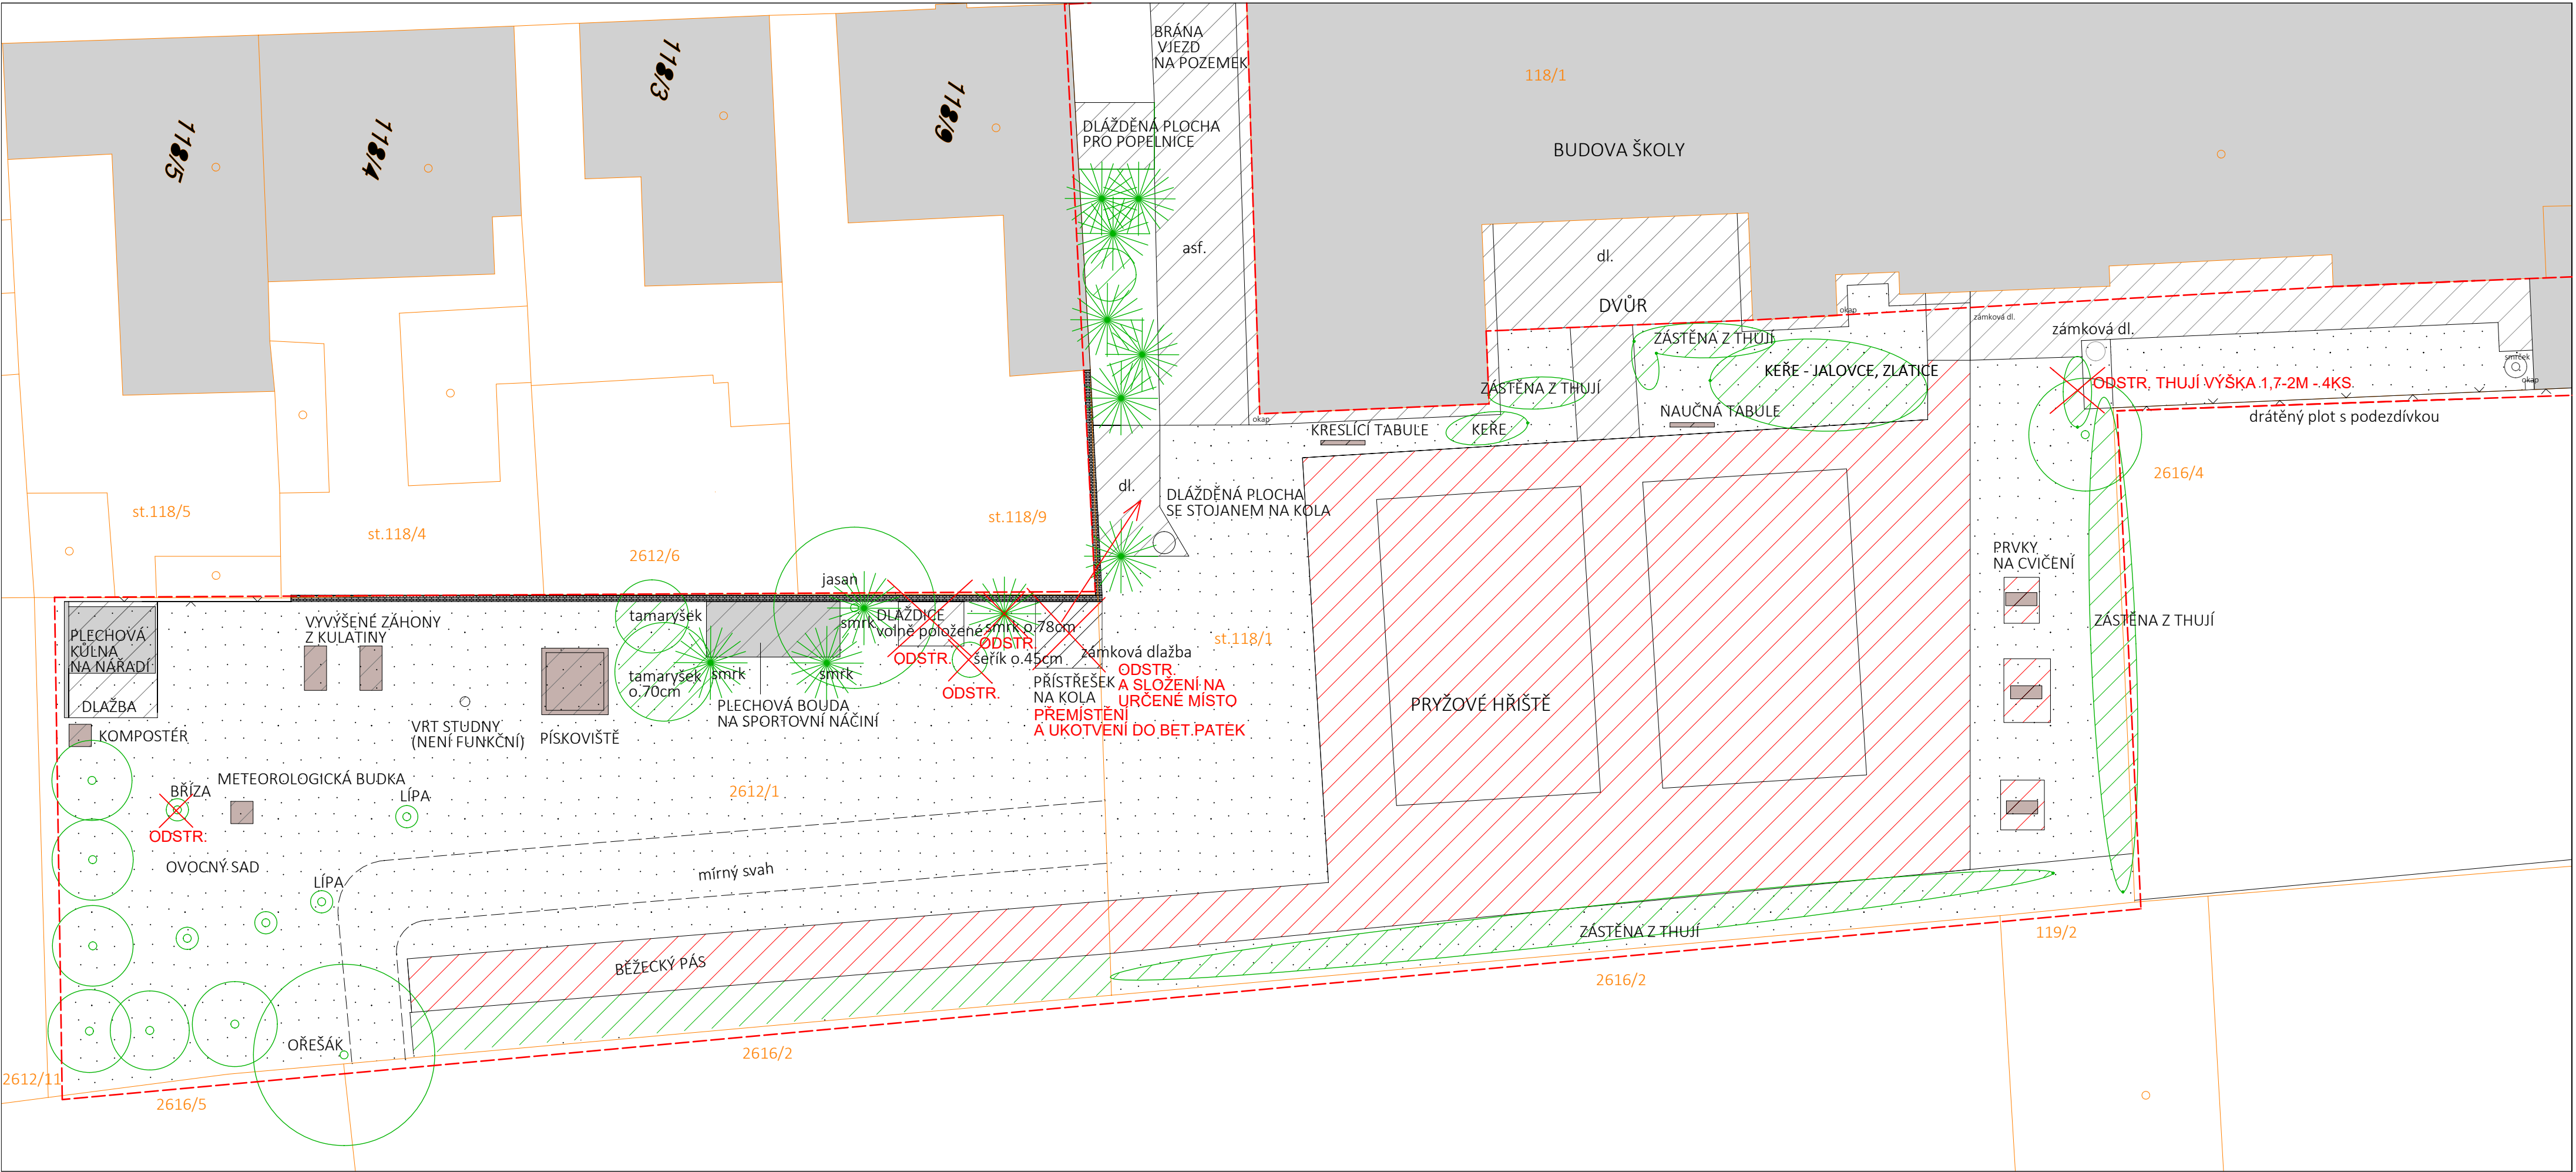 BRÁNA
VJEZD
NA POZEMEK
118/3
118/1
118/9
118/5
118/4
DLÁŽDĚNÁ PLOCHA
PRO POPELNICE
BUDOVA ŠKOLY
asf.
dl.
DVŮR
okap
zámková dl.
zámková dl.
ZÁSTĚNA Z THUJÍ
smrček
KEŘE - JALOVCE, ZLATICE
okap
ODSTR. THUJÍ VÝŠKA 1,7-2M - 4KS
ZÁSTĚNA Z THUJÍ
NAUČNÁ TABULE
drátěný plot s podezdívkou
okap
KRESLÍCÍ TABULE
KEŘE
2616/4
dl.
DLÁŽDĚNÁ PLOCHA
SE STOJANEM NA KOLA
st.118/5
st.118/4
st.118/9
2612/6
PRVKY
NA CVIČENÍ
jasan
tamaryšek
smrk
DLAŽDICE
volně položené
smrk o.78cm
ODSTR.
ODSTR.
šeřík o.45cm
ODSTR.
zámková dlažba
st.118/1
ZÁSTĚNA Z THUJÍ
PLECHOVÁ
KŮLNA
NA NÁŘADÍ
DLAŽBA
VYVÝŠENÉ ZÁHONY
Z KULATINY
tamaryšek
o.70cm
smrk
smrk
ODSTR.
A SLOŽENÍ NA
URČENÉ MÍSTO
PŘÍSTŘEŠEK
NA KOLA
PŘEMÍSTĚNÍ
A UKOTVENÍ DO BET.PATEK
PLECHOVÁ BOUDA
NA SPORTOVNÍ NÁČINÍ
PRYŽOVÉ HŘIŠTĚ
KOMPOSTÉR
VRT STUDNY
(NENÍ FUNKČNÍ)
PÍSKOVIŠTĚ
METEOROLOGICKÁ BUDKA
BŘÍZA
LÍPA
2612/1
ODSTR.
OVOCNÝ SAD
mírný svah
LÍPA
ZÁSTĚNA Z THUJÍ
119/2
BĚŽECKÝ PÁS
2616/2
OŘEŠÁK
2616/2
2612/11
2616/5